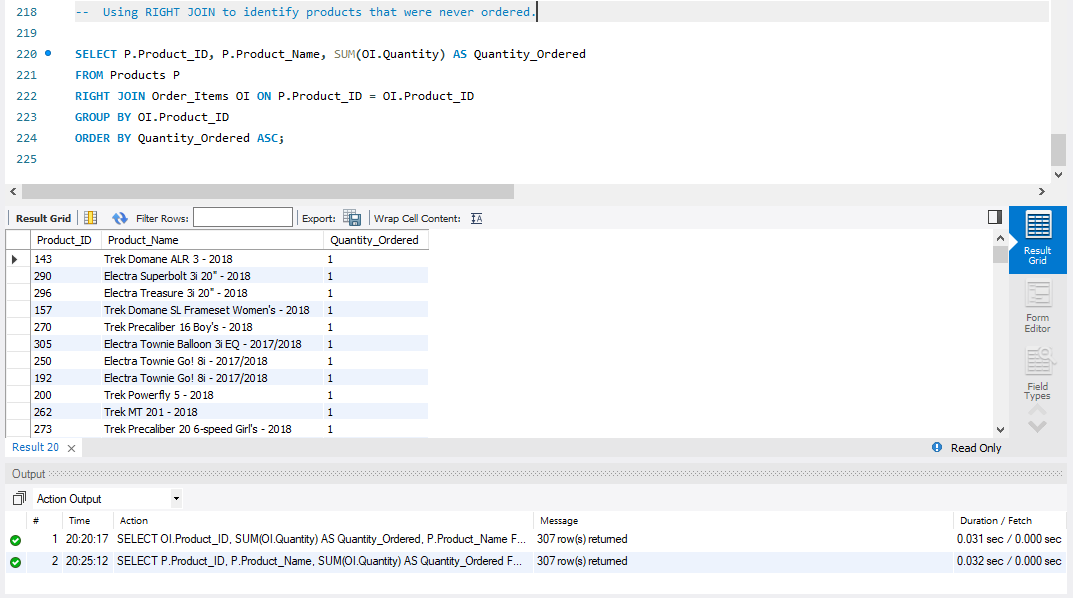 218 -- Using RIGHT JOIN to identify products that were never ordered.
219
220 SELECT P.Product_ID, P.Product_Name, SUM(OI.Quantity) AS Quantity_Ordered
221 FROM Products P
222 RIGHT JOIN Order_Items OI ON P.Product_ID = OI.Product_ID
223 GROUP BY OI.Product_ID
224 ORDER BY Quantity_Ordered ASC;
225
Result Grid Filter Rows: Export: Wrap Cell Content:
Product_ID Product_Name Quantity_Ordered
143 Trek Domane ALR 3 - 2018 1
290 Electra Superbolt 3i 20" - 2018 1
296 Electra Treasure 3i 20" - 2018 1
157 Trek Domane SL Frameset Women's - 2018 1
270 Trek Precaliber 16 Boy's - 2018 1
305 Electra Townie Balloon 3i EQ - 2017/2018 1
250 Electra Townie Go! 8i - 2017/2018 1
192 Electra Townie Go! 8i - 2017/2018 1
200 Trek Powerfly 5 - 2018 1
262 Trek MT 201 - 2018 1
273 Trek Precaliber 20 6-speed Girl's - 2018 1
Result
Grid
Form
Editor
Field
Types
Result 20 Read Only
Output
Action Output
# Time Action Message Duration / Fetch
1 20:20:17 SELECT OI.Product_ID, SUM(OI.Quantity) AS Quantity_Ordered, P.Product_Name F... 307 row(s) returned 0.031 sec / 0.000 sec
2 20:25:12 SELECT P.Product_ID, P.Product_Name, SUM(OI.Quantity) AS Quantity_Ordered F... 307 row(s) returned 0.032 sec / 0.000 sec